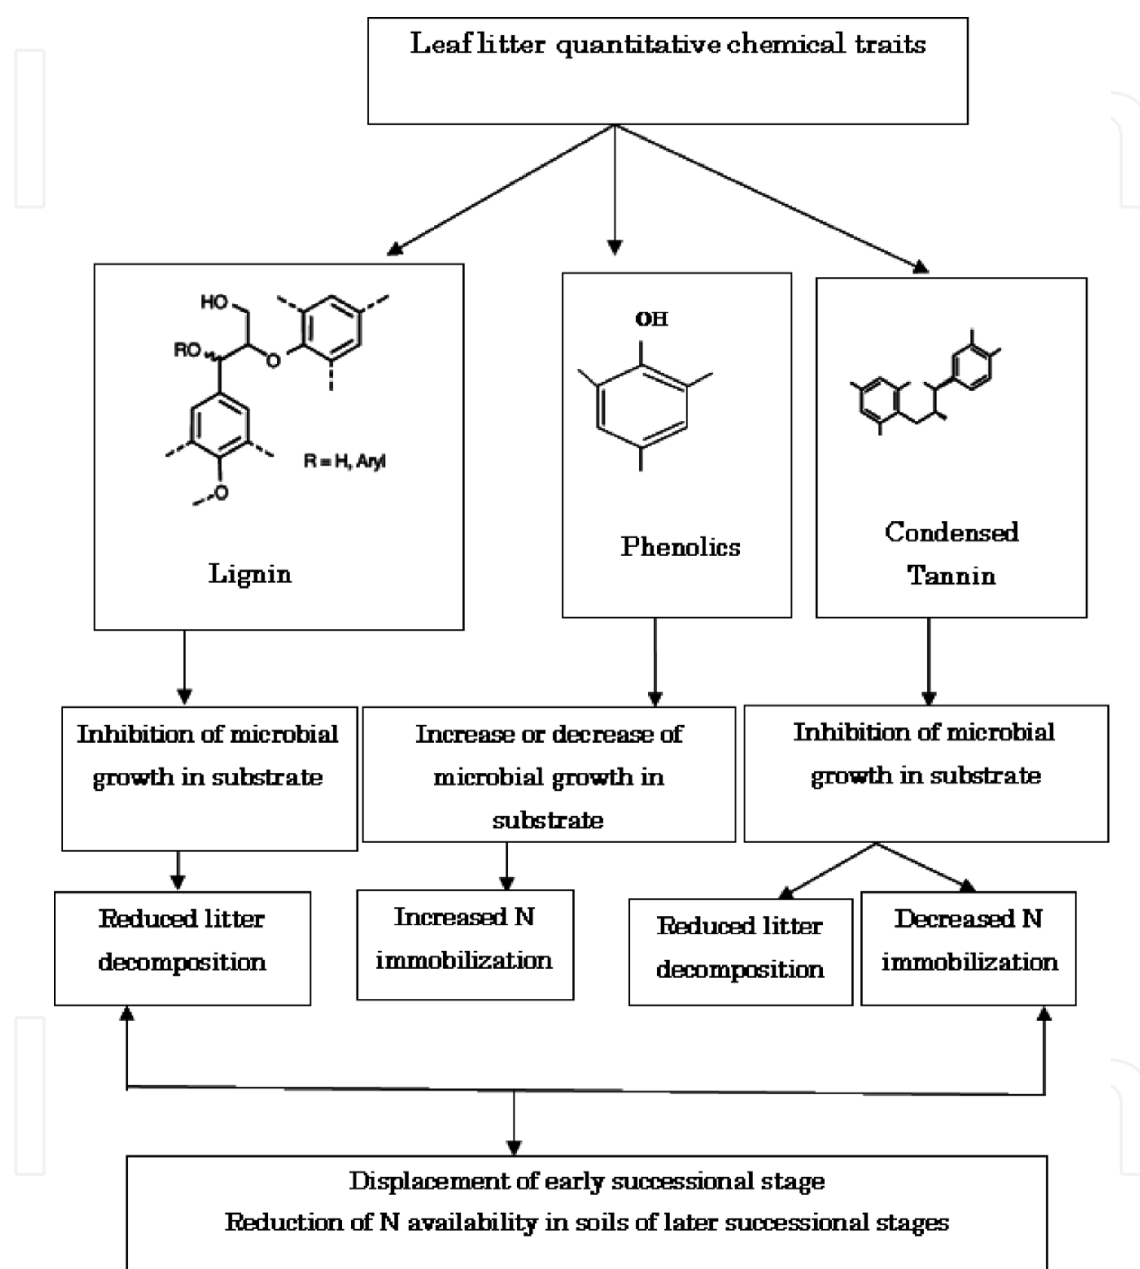 Leaf litter quantitative chemical traits
HO
RO
O
R = H, Aryl
O
Lignin
OH
Phenolics
Condensed
Tannin
Inhibition of microbial
growth in substrate
Increase or decrease of
microbial growth in
substrate
Inhibition of microbial
growth in substrate
Reduced litter
decomposition
Increased N
immobilization
Reduced litter
decomposition
Decreased N
immobilization
Displacement of early successional stage
Reduction of N availability in soils of later successional stages